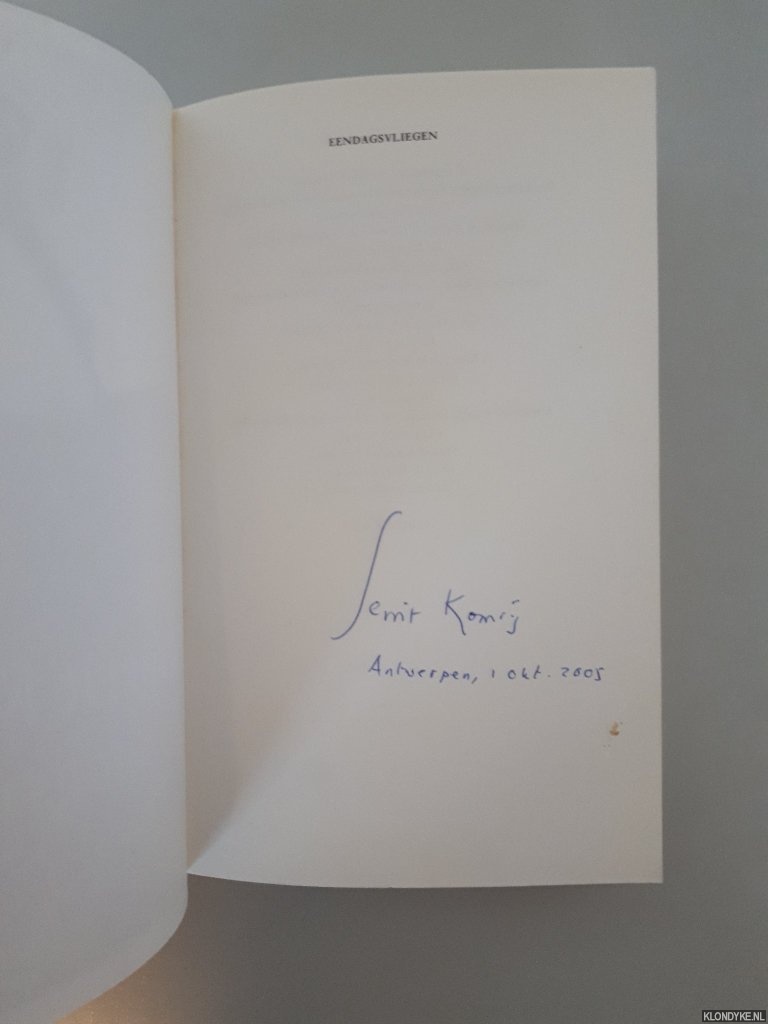 EENDAGSVLIEGEN
Gerrit Komrij
Antwerpen, 1 okt. 2005
KLONDYKE.NL